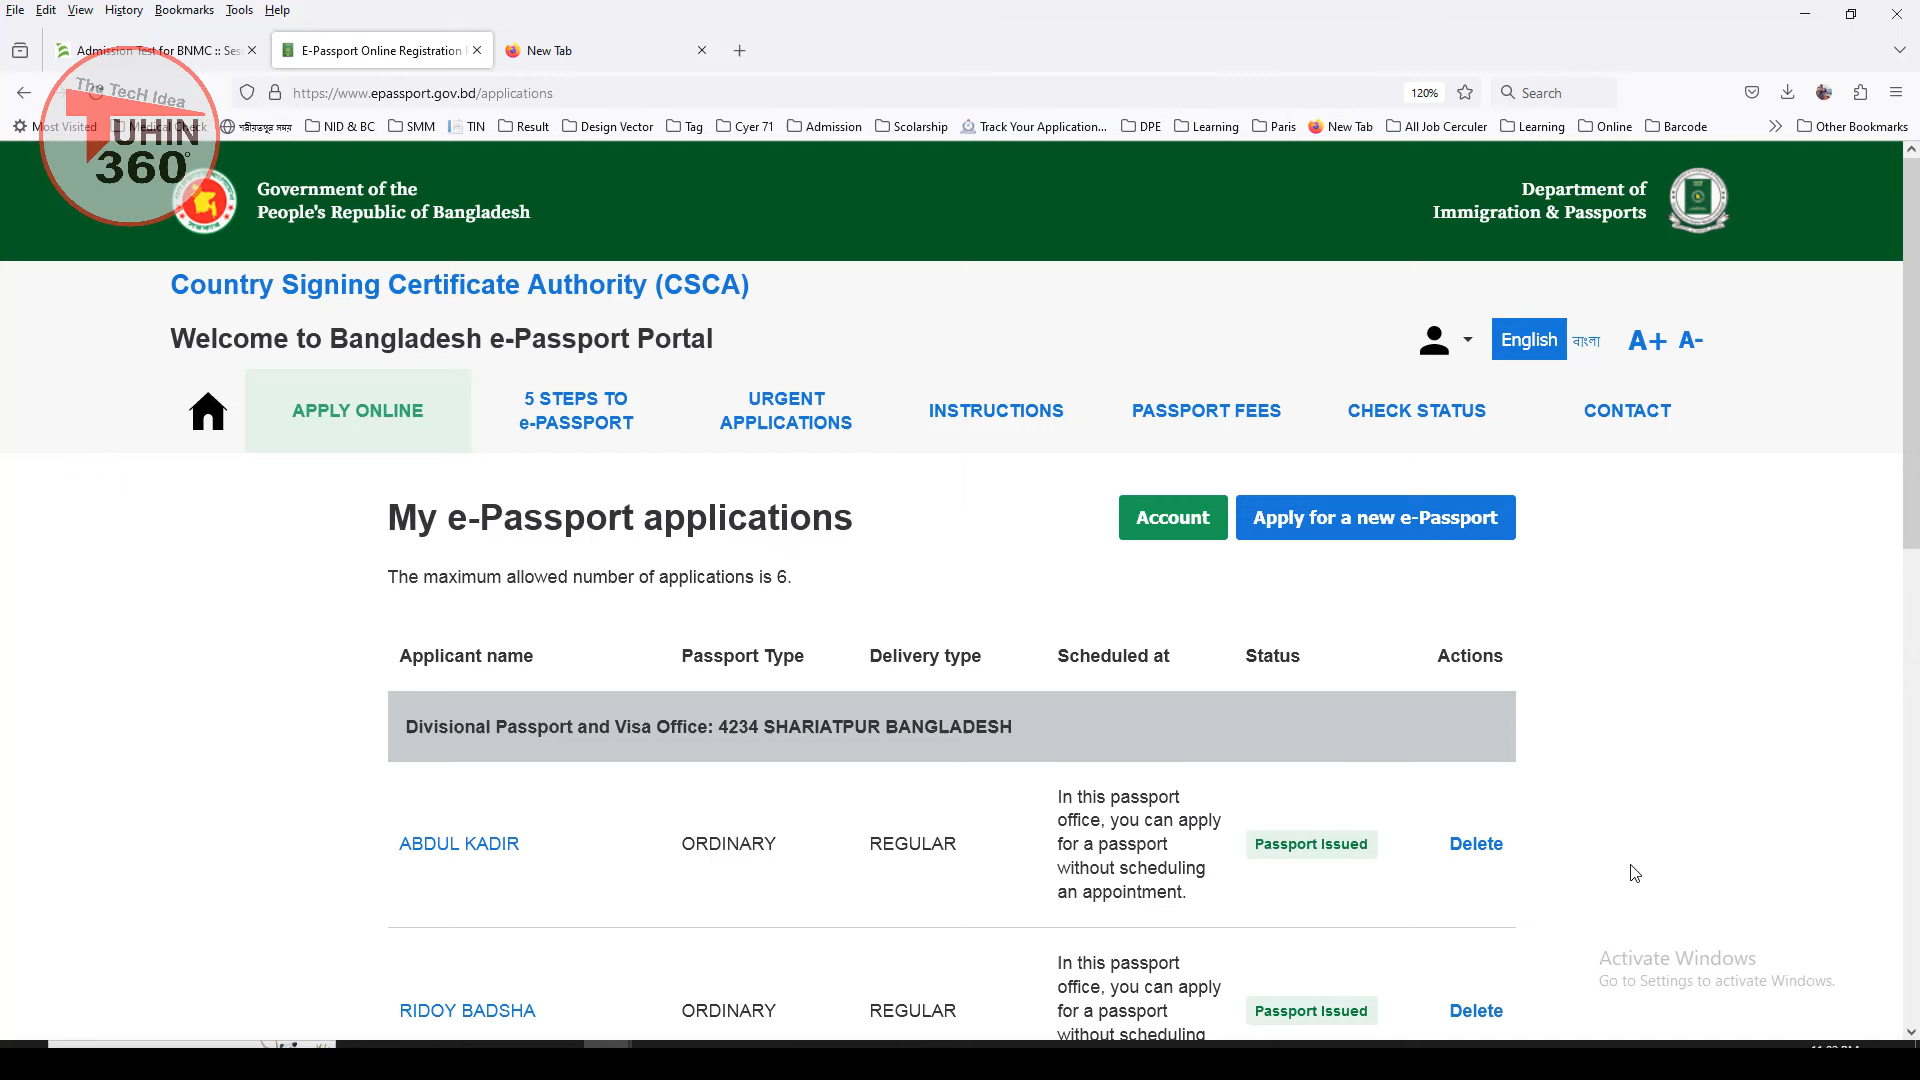 File Edit View History Bookmarks Tools Help
Admission Test for BNMC :: Ses
E-Passport Online Registration
New Tab
https://www.epassport.gov.bd/applications
120%
Search
Most Visited
Medical Check
শরীয়তপুর সময়
NID & BC
SMM
TIN
Result
Design Vector
Tag
Cyer 71
Admission
Scolarship
Track Your Application...
DPE
Learning
Paris
New Tab
All Job Cerculer
Learning
Online
Barcode
Other Bookmarks
The TecH Idea
TUHIN
360°
Government of the
People's Republic of Bangladesh
Department of
Immigration & Passports
Country Signing Certificate Authority (CSCA)
Welcome to Bangladesh e-Passport Portal
English বাংলা A+ A-
APPLY ONLINE
5 STEPS TO
e-PASSPORT
URGENT
APPLICATIONS
INSTRUCTIONS
PASSPORT FEES
CHECK STATUS
CONTACT
My e-Passport applications
Account
Apply for a new e-Passport
The maximum allowed number of applications is 6.
Applicant name Passport Type Delivery type Scheduled at Status Actions
Divisional Passport and Visa Office: 4234 SHARIATPUR BANGLADESH
ABDUL KADIR
ORDINARY
REGULAR
In this passport
office, you can apply
for a passport
without scheduling
an appointment.
Passport Issued
Delete
RIDOY BADSHA
ORDINARY
REGULAR
In this passport
office, you can apply
for a passport
without scheduling
Passport Issued
Delete
Activate Windows
Go to Settings to activate Windows.